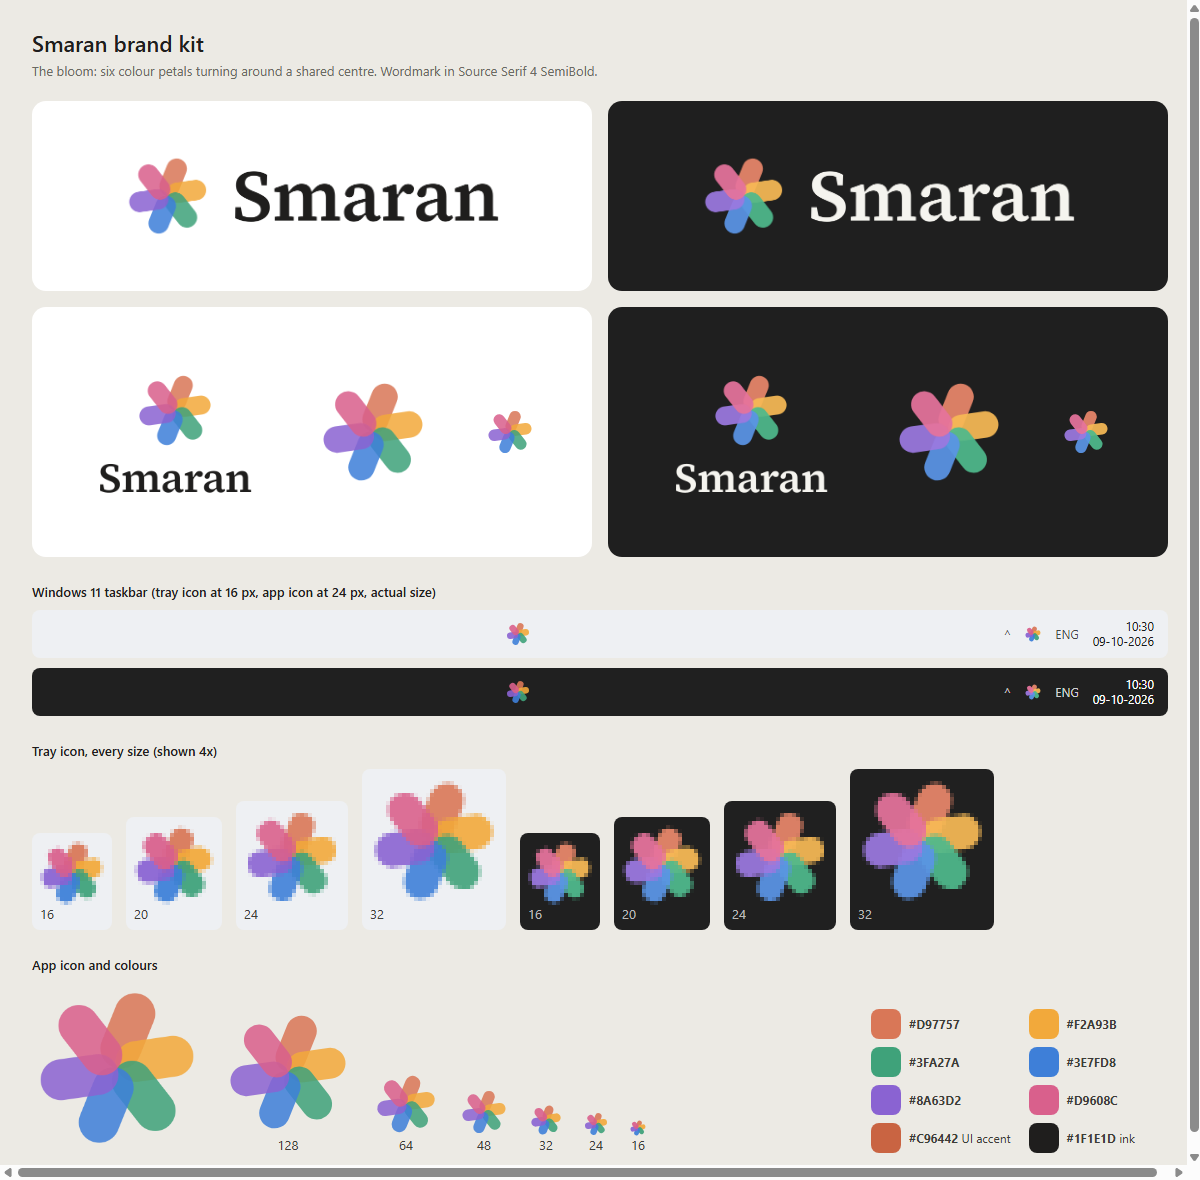 Smaran brand kit
The bloom: six colour petals turning around a shared centre. Wordmark in Source Serif 4 SemiBold.
Smaran
Smaran
Smaran
Smaran
Windows 11 taskbar (tray icon at 16 px, app icon at 24 px, actual size)
^ ENG 10:30
09-10-2026
^ ENG 10:30
09-10-2026
Tray icon, every size (shown 4x)
16 20 24 32 16 20 24 32
App icon and colours
#D97757 #F2A93B
#3FA27A #3E7FD8
#8A63D2 #D9608C
#C96442 UI accent #1F1E1D ink
128 64 48 32 24 16